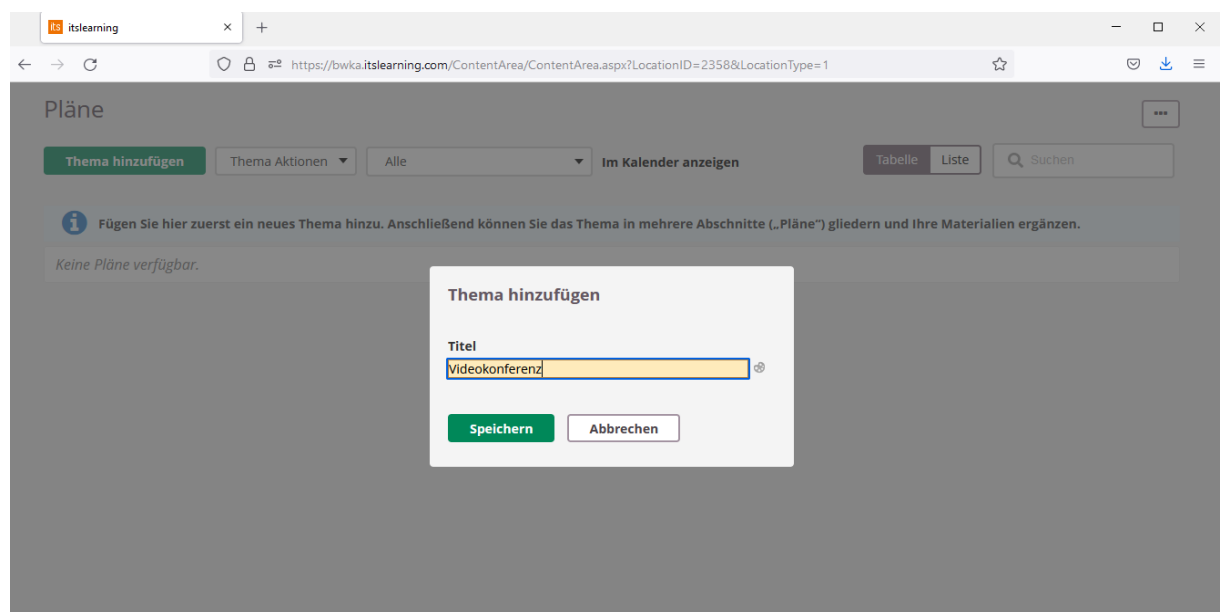 its itslearning
https://bwka.itslearning.com/ContentArea/ContentArea.aspx?LocationID=2358&LocationType=1
Pläne
Thema hinzufügen Thema Aktionen Alle Im Kalender anzeigen Tabelle Liste Suchen
Fügen Sie hier zuerst ein neues Thema hinzu. Anschließend können Sie das Thema in mehrere Abschnitte („Pläne“) gliedern und Ihre Materialien ergänzen.
Keine Pläne verfügbar.
Thema hinzufügen
Titel
Videokonferenz
Speichern Abbrechen